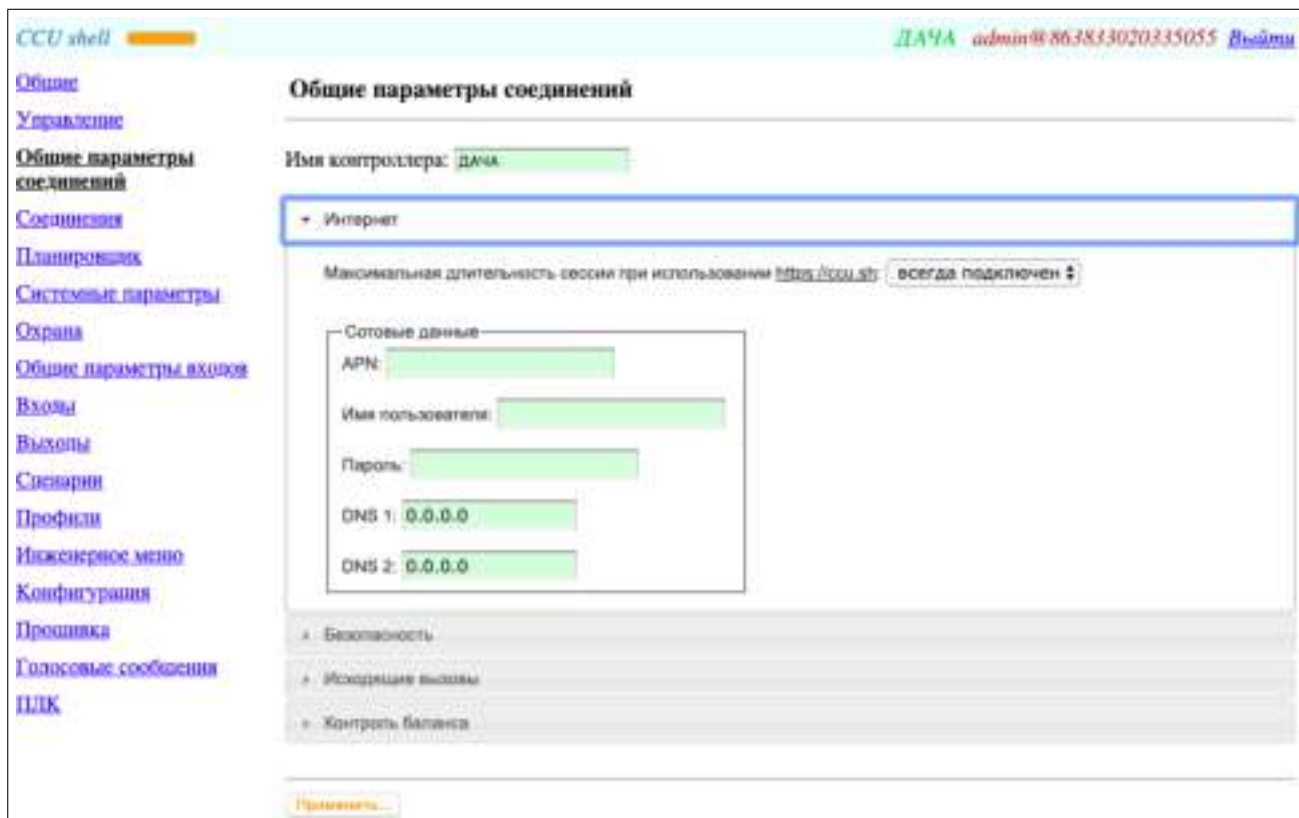 CCU shell
ДАЧА admin@863833020335055 Выйти
Общие
Управление
Общие параметры
соединений
Соединения
Планировщик
Системные параметры
Охрана
Общие параметры входов
Входы
Выходы
Сценарии
Профили
Инженерное меню
Конфигурация
Прошивка
Голосовые сообщения
ПЛК
Общие параметры соединений
Имя контроллера: ДАЧА
Интернет
Максимальная длительность сессии при использовании https://ccu.sh: всегда подключен
Сотовые данные
APN:
Имя пользователя:
Пароль:
DNS 1: 0.0.0.0
DNS 2: 0.0.0.0
Безопасность
Исходящие вызовы
Контроль баланса
Применить...